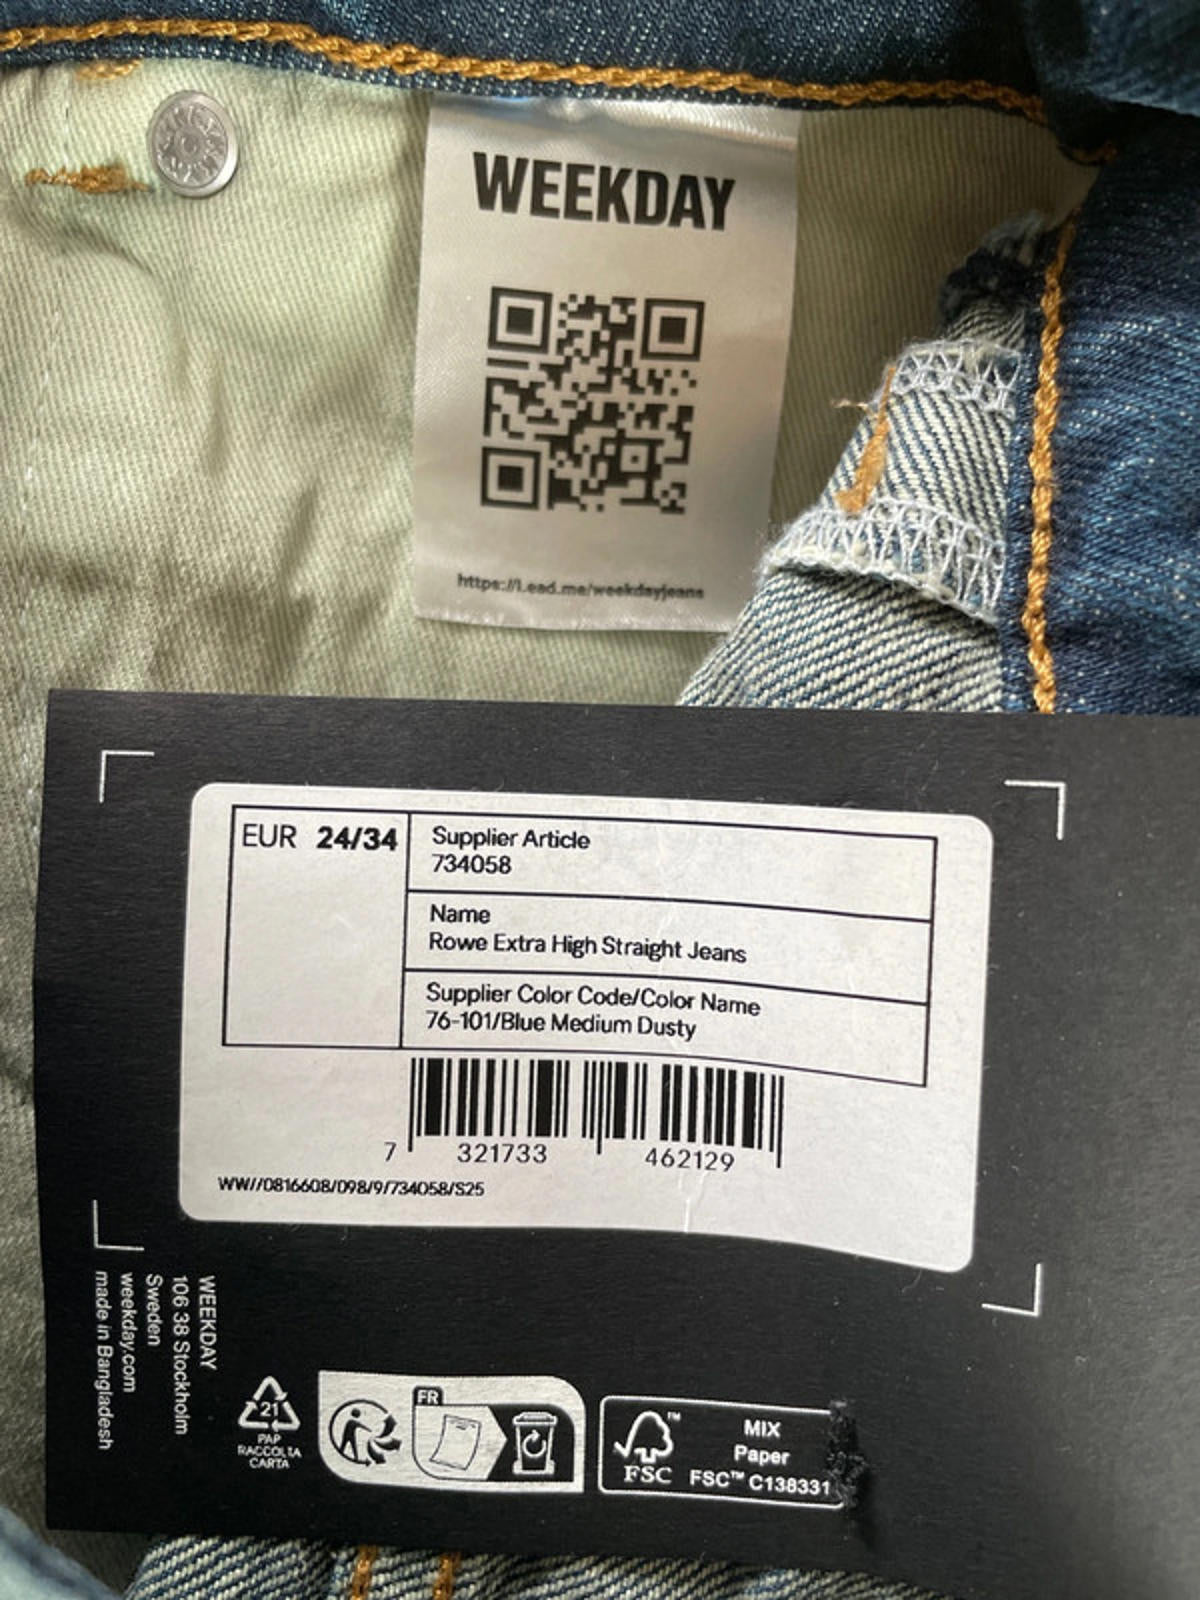 WEEKDAY
https://l.ead.me/weekdayjeans
EUR 24/34
Supplier Article
734058
Name
Rowe Extra High Straight Jeans
Supplier Color Code/Color Name
76-101/Blue Medium Dusty
7 321733 462129
WW//0816608/098/9/734058/S25
WEEKDAY
106 38 Stockholm
Sweden
weekday.com
made in Bangladesh
21
PAP
RACCOLTA
CARTA
FR
FSC™
MIX
Paper
FSC™ C138331